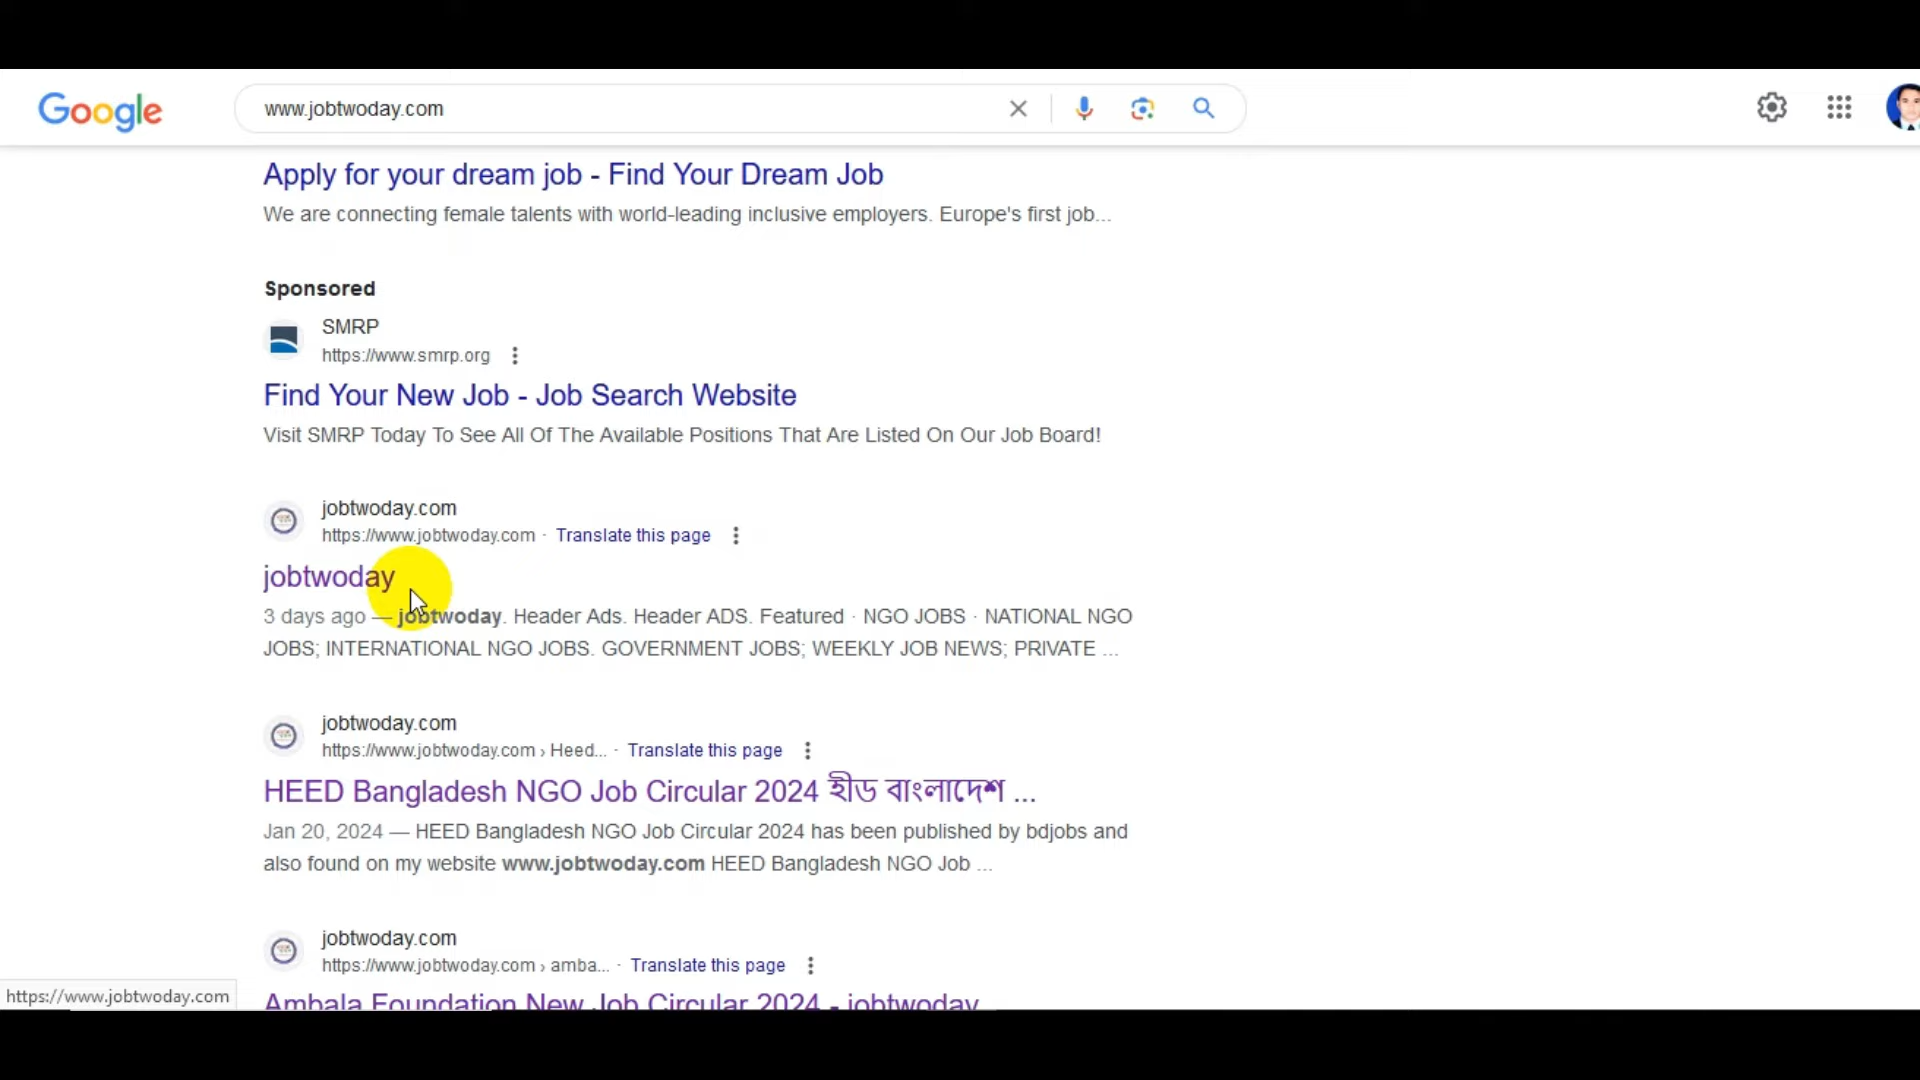 Google
www.jobtwoday.com
Apply for your dream job - Find Your Dream Job
We are connecting female talents with world-leading inclusive employers. Europe's first job...
Sponsored
SMRP
https://www.smrp.org
Find Your New Job - Job Search Website
Visit SMRP Today To See All Of The Available Positions That Are Listed On Our Job Board!
jobtwoday.com
https://www.jobtwoday.com · Translate this page
jobtwoday
3 days ago — jobtwoday. Header Ads. Header ADS. Featured · NGO JOBS · NATIONAL NGO
JOBS; INTERNATIONAL NGO JOBS. GOVERNMENT JOBS; WEEKLY JOB NEWS; PRIVATE ...
jobtwoday.com
https://www.jobtwoday.com › Heed... · Translate this page
HEED Bangladesh NGO Job Circular 2024 হীড বাংলাদেশ ...
Jan 20, 2024 — HEED Bangladesh NGO Job Circular 2024 has been published by bdjobs and
also found on my website www.jobtwoday.com HEED Bangladesh NGO Job ...
jobtwoday.com
https://www.jobtwoday.com › amba... · Translate this page
https://www.jobtwoday.com
Ambala Foundation New Job Circular 2024 - jobtwoday